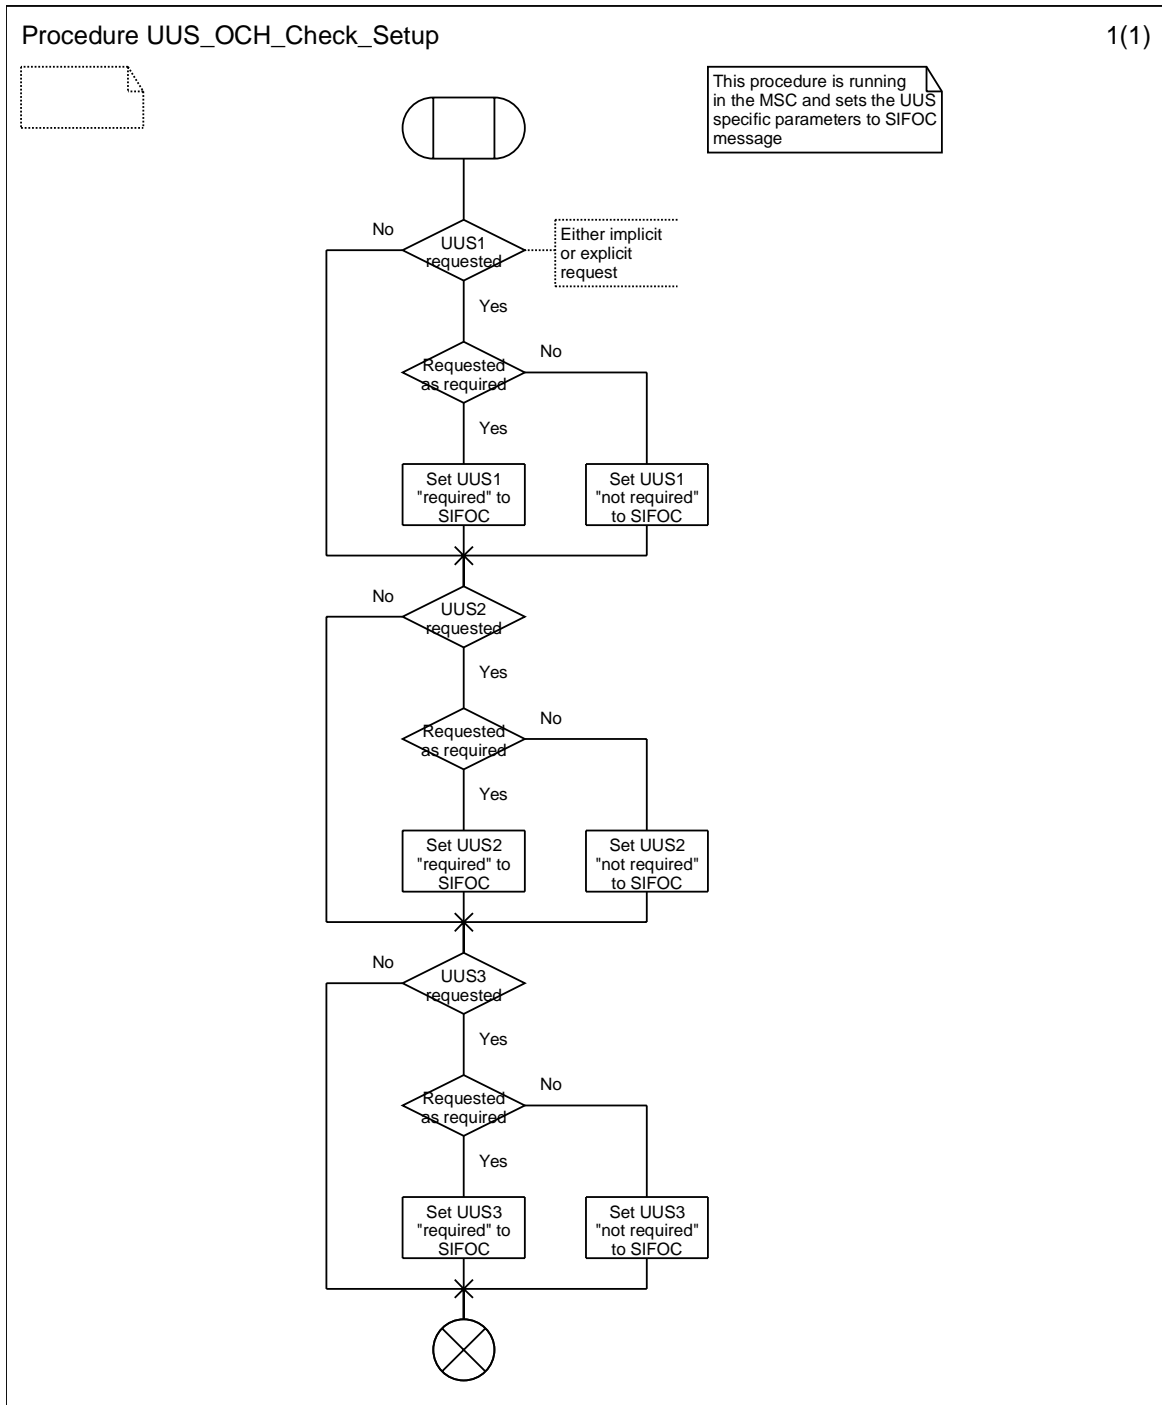 Procedure UUS_OCH_Check_Setup
1(1)
This procedure is running
in the MSC and sets the UUS
specific parameters to SIFOC
message
No
UUS1
requested
Either implicit
or explicit
request
Yes
Requested
as required
No
Yes
Set UUS1
"required" to
SIFOC
Set UUS1
"not required"
to SIFOC
No
UUS2
requested
Yes
Requested
as required
No
Yes
Set UUS2
"required" to
SIFOC
Set UUS2
"not required"
to SIFOC
No
UUS3
requested
Yes
Requested
as required
No
Yes
Set UUS3
"required" to
SIFOC
Set UUS3
"not required"
to SIFOC